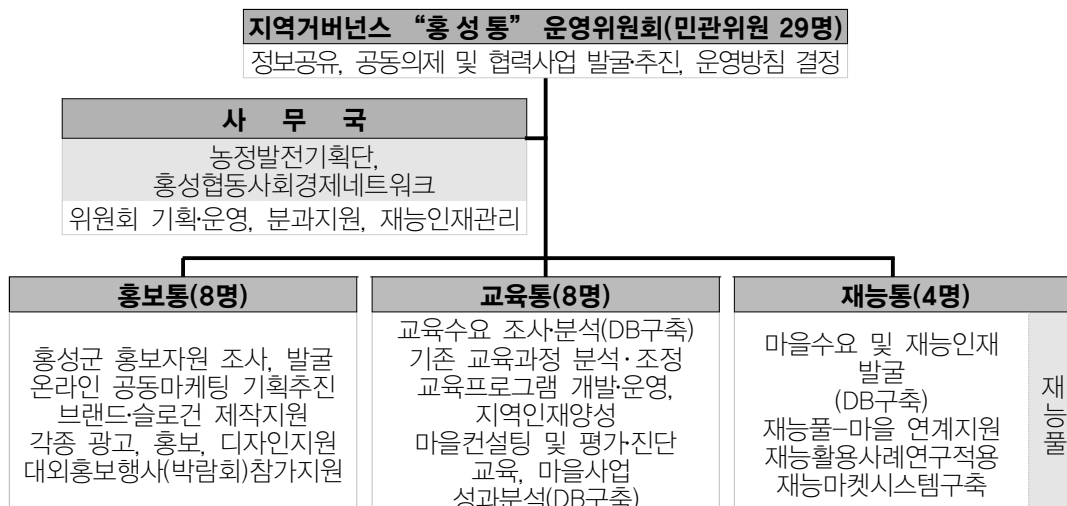 지역거버넌스 “홍성통” 운영위원회(민관위원 29명)
정보공유, 공동의제 및 협력사업 발굴·추진, 운영방침 결정
사 무 국
농정발전기획단,
홍성협동사회경제네트워크
위원회 기획·운영, 분과지원, 재능인재관리
홍보통(8명)
홍성군 홍보자원 조사, 발굴
온라인 공동마케팅 기획추진
브랜드·슬로건 제작지원
각종 광고, 홍보, 디자인지원
대외홍보행사(박람회)참가지원
교육통(8명)
교육수요 조사·분석(DB구축)
기존 교육과정 분석·조정
교육프로그램 개발·운영,
지역인재양성
마을컨설팅 및 평가·진단
교육, 마을사업
성과분석(DB구축)
재능통(4명)
마을수요 및 재능인재
발굴
(DB구축)
재능풀-마을 연계지원
재능활용사례연구적용
재능마켓시스템구축
재능풀